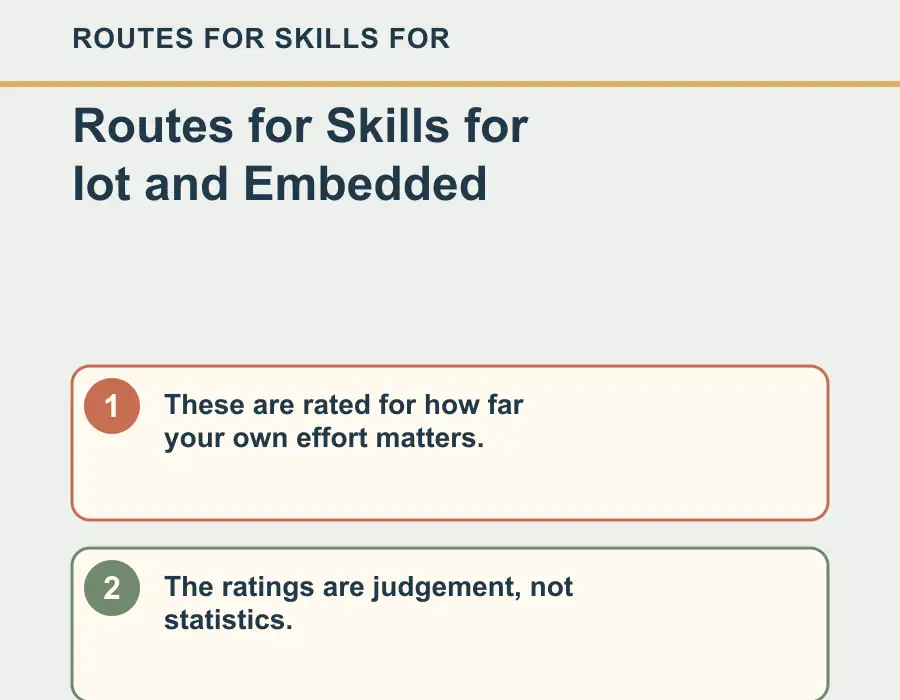 ROUTES FOR SKILLS FOR
Routes for Skills for
Iot and Embedded
1
These are rated for how far
your own effort matters.
2
The ratings are judgement, not
statistics.